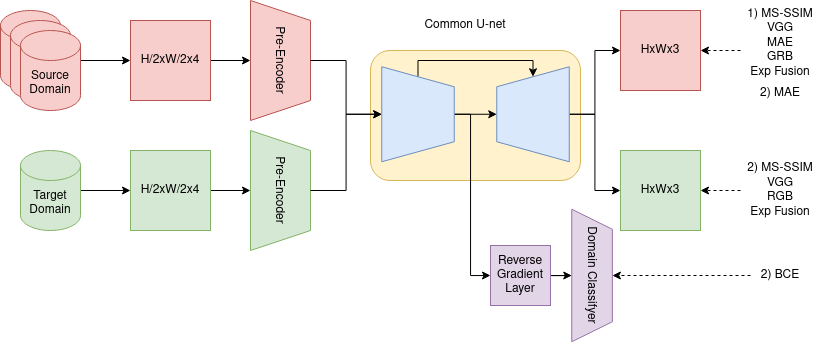 Common U-net
Source
Domain
H/2xW/2x4
Pre-Encoder
HxWx3
1) MS-SSIM
VGG
MAE
GRB
Exp Fusion
2) MAE
Target
Domain
H/2xW/2x4
Pre-Encoder
HxWx3
2) MS-SSIM
VGG
RGB
Exp Fusion
Reverse
Gradient
Layer
Domain Classifyer
2) BCE